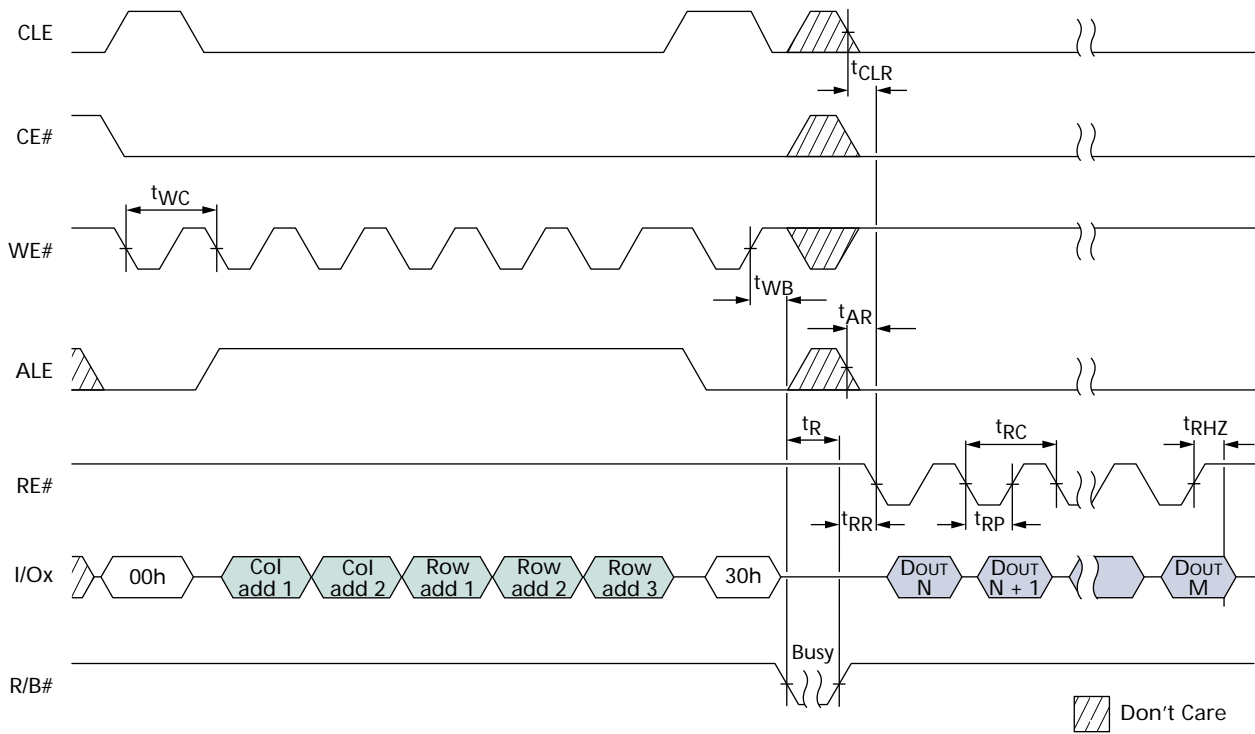 CLE
tCLR
CE#
tWC
WE#
tWB
tAR
ALE
tR
tRC
tRHZ
RE#
tRR
tRP
I/Ox
00h
Col
add 1
Col
add 2
Row
add 1
Row
add 2
Row
add 3
30h
DOUT
N
DOUT
N + 1
DOUT
M
Busy
R/B#
Don't Care